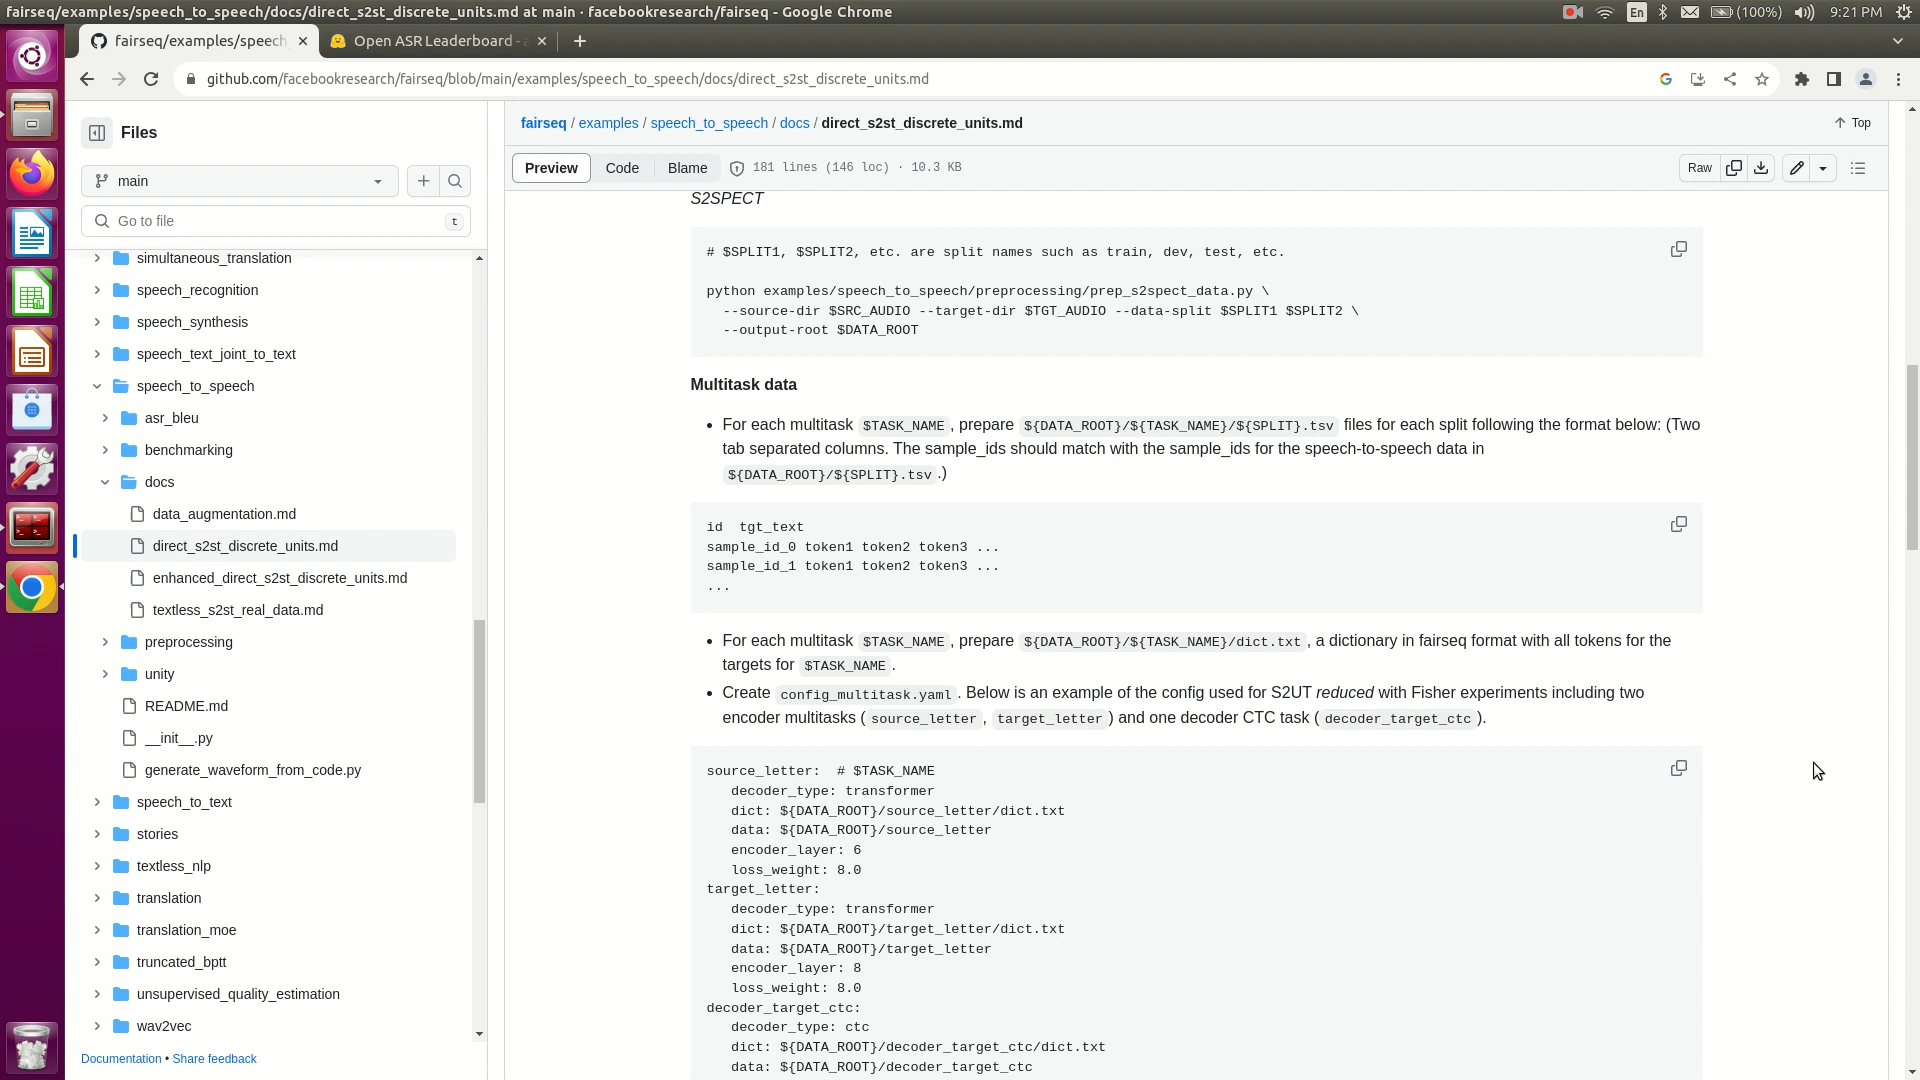 fairseq/examples/speech_to_speech/docs/direct_s2st_discrete_units.md at main · facebookresearch/fairseq - Google Chrome
En
(100%)
9:21 PM
fairseq/examples/speech
Open ASR Leaderboard - a
github.com/facebookresearch/fairseq/blob/main/examples/speech_to_speech/docs/direct_s2st_discrete_units.md
Files
main
Go to file
t
simultaneous_translation
speech_recognition
speech_synthesis
speech_text_joint_to_text
speech_to_speech
asr_bleu
benchmarking
docs
data_augmentation.md
direct_s2st_discrete_units.md
enhanced_direct_s2st_discrete_units.md
textless_s2st_real_data.md
preprocessing
unity
README.md
__init__.py
generate_waveform_from_code.py
speech_to_text
stories
textless_nlp
translation
translation_moe
truncated_bptt
unsupervised_quality_estimation
wav2vec
Documentation • Share feedback
fairseq / examples / speech_to_speech / docs / direct_s2st_discrete_units.md
Top
Preview
Code
Blame
181 lines (146 loc) · 10.3 KB
Raw
S2SPECT
# $SPLIT1, $SPLIT2, etc. are split names such as train, dev, test, etc.
python examples/speech_to_speech/preprocessing/prep_s2spect_data.py \
--source-dir $SRC_AUDIO --target-dir $TGT_AUDIO --data-split $SPLIT1 $SPLIT2 \
--output-root $DATA_ROOT
Multitask data
• For each multitask $TASK_NAME, prepare ${DATA_ROOT}/${TASK_NAME}/${SPLIT}.tsv files for each split following the format below: (Two
tab separated columns. The sample_ids should match with the sample_ids for the speech-to-speech data in
${DATA_ROOT}/${SPLIT}.tsv.)
id tgt_text
sample_id_0 token1 token2 token3 ...
sample_id_1 token1 token2 token3 ...
...
• For each multitask $TASK_NAME, prepare ${DATA_ROOT}/${TASK_NAME}/dict.txt, a dictionary in fairseq format with all tokens for the
targets for $TASK_NAME.
• Create config_multitask.yaml. Below is an example of the config used for S2UT reduced with Fisher experiments including two
encoder multitasks (source_letter, target_letter) and one decoder CTC task (decoder_target_ctc).
source_letter: # $TASK_NAME
decoder_type: transformer
dict: ${DATA_ROOT}/source_letter/dict.txt
data: ${DATA_ROOT}/source_letter
encoder_layer: 6
loss_weight: 8.0
target_letter:
decoder_type: transformer
dict: ${DATA_ROOT}/target_letter/dict.txt
data: ${DATA_ROOT}/target_letter
encoder_layer: 8
loss_weight: 8.0
decoder_target_ctc:
decoder_type: ctc
dict: ${DATA_ROOT}/decoder_target_ctc/dict.txt
data: ${DATA_ROOT}/decoder_target_ctc